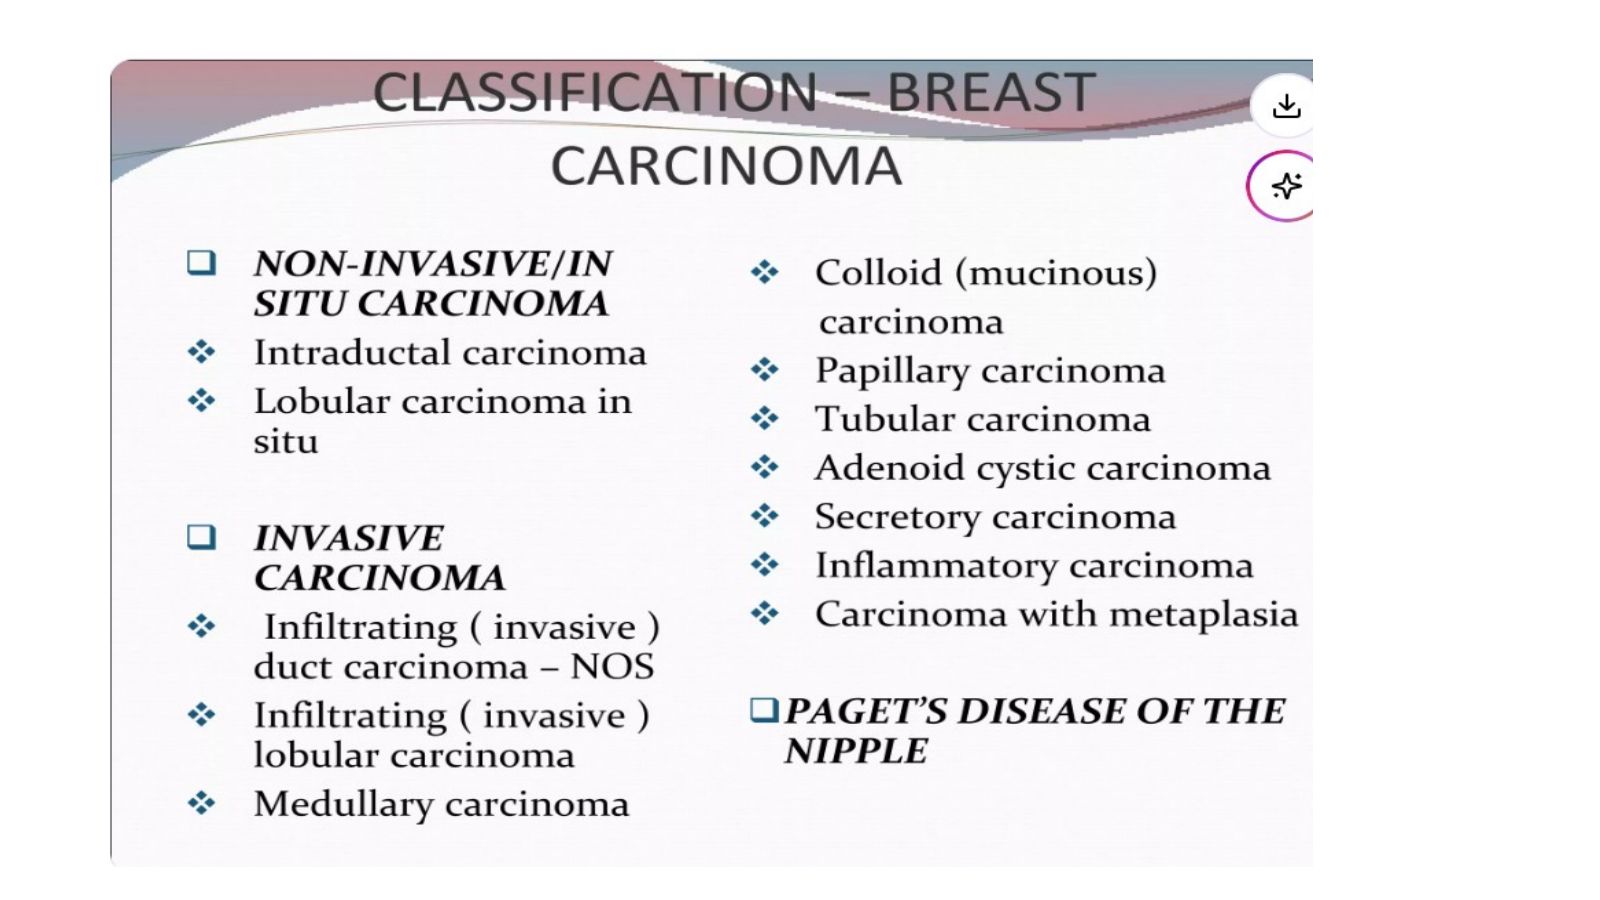 CLASSIFICATION – BREAST
CARCINOMA
NON-INVASIVE/IN
SITU CARCINOMA
Intraductal carcinoma
Lobular carcinoma in
situ
INVASIVE
CARCINOMA
Infiltrating ( invasive )
duct carcinoma – NOS
Infiltrating ( invasive )
lobular carcinoma
Medullary carcinoma
Colloid (mucinous)
carcinoma
Papillary carcinoma
Tubular carcinoma
Adenoid cystic carcinoma
Secretory carcinoma
Inflammatory carcinoma
Carcinoma with metaplasia
PAGET’S DISEASE OF THE
NIPPLE